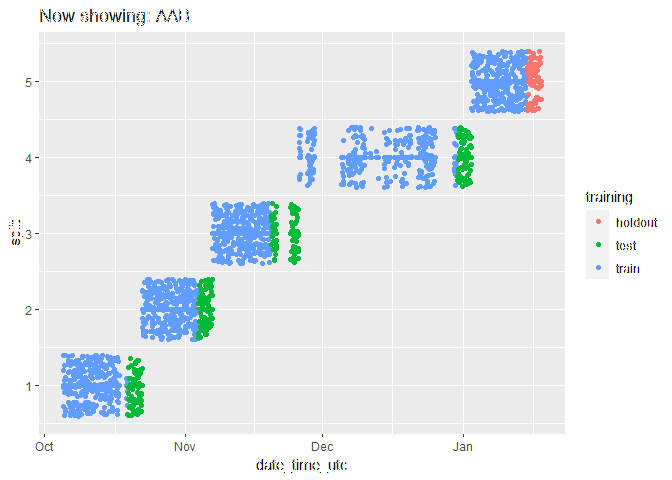 Now showing: AAB
5
4
3
2
1
split
Oct
Nov
Dec
Jan
date_time_utc
training
holdout
test
train